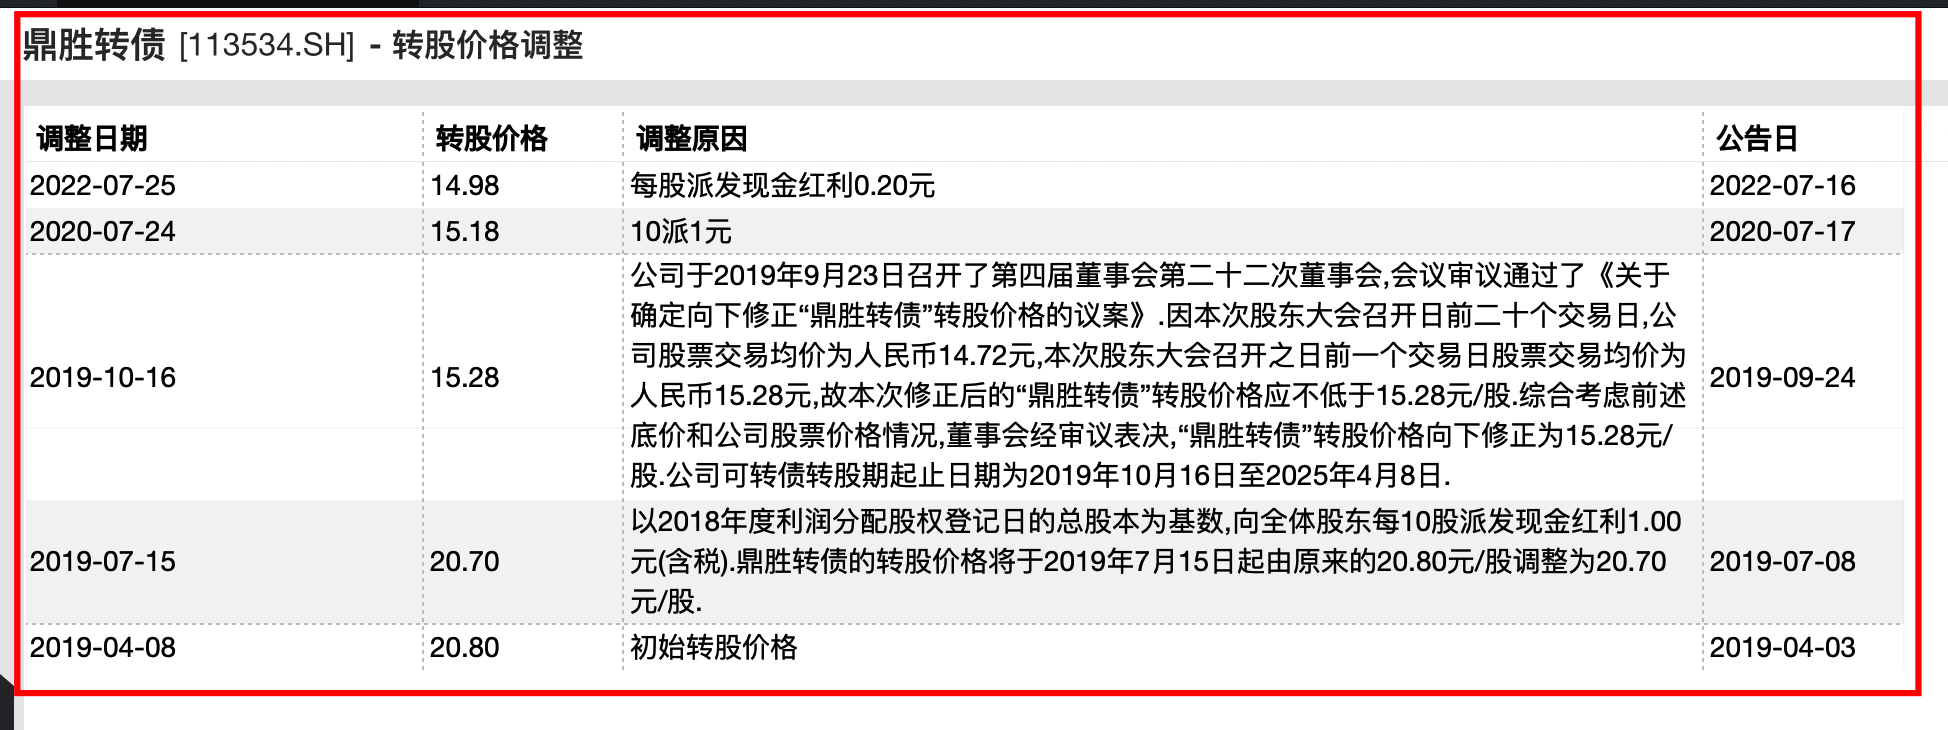 鼎胜转债 [113534.SH] - 转股价格调整
调整日期 转股价格 调整原因 公告日
2022-07-25 14.98 每股派发现金红利0.20元 2022-07-16
2020-07-24 15.18 10派1元 2020-07-17
公司于2019年9月23日召开了第四届董事会第二十二次董事会,会议审议通过了《关于
确定向下修正“鼎胜转债”转股价格的议案》.因本次股东大会召开日前二十个交易日,公
司股票交易均价为人民币14.72元,本次股东大会召开之日前一个交易日股票交易均价为
2019-10-16 15.28 2019-09-24
人民币15.28元,故本次修正后的“鼎胜转债”转股价格应不低于15.28元/股.综合考虑前述
底价和公司股票价格情况,董事会经审议表决,“鼎胜转债”转股价格向下修正为15.28元/
股.公司可转债转股期起止日期为2019年10月16日至2025年4月8日.
以2018年度利润分配股权登记日的总股本为基数,向全体股东每10股派发现金红利1.00
2019-07-15 20.70 元(含税).鼎胜转债的转股价格将于2019年7月15日起由原来的20.80元/股调整为20.70 2019-07-08
元/股.
2019-04-08 20.80 初始转股价格 2019-04-03